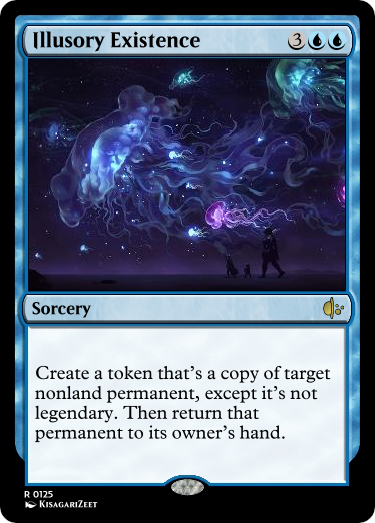 Illusory Existence 3
Sorcery
Create a token that's a copy of target
nonland permanent, except it's not
legendary. Then return that
permanent to its owner's hand.
R 0125
KisagariZeet